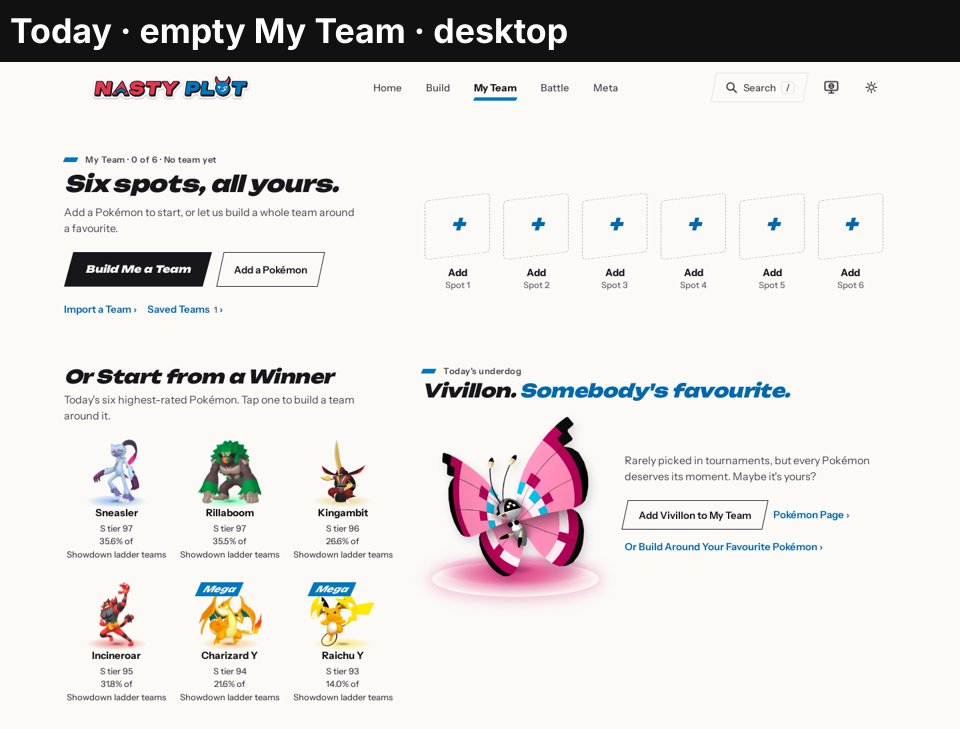 Today · empty My Team · desktop
NASTY PLOT
Home
Build
My Team
Battle
Meta
Search /
My Team · 0 of 6 · No team yet
Six spots, all yours.
Add a Pokémon to start, or let us build a whole team around
a favourite.
Build Me a Team
Add a Pokémon
Import a Team ›
Saved Teams 1 ›
+ + + + + +
Add Add Add Add Add Add
Spot 1 Spot 2 Spot 3 Spot 4 Spot 5 Spot 6
Or Start from a Winner
Today's six highest-rated Pokémon. Tap one to build a team
around it.
Sneasler
S tier 97
35.6% of
Showdown ladder teams
Rillaboom
S tier 97
35.5% of
Showdown ladder teams
Kingambit
S tier 96
26.6% of
Showdown ladder teams
Incineroar
S tier 95
31.8% of
Showdown ladder teams
Mega
Charizard Y
S tier 94
21.6% of
Showdown ladder teams
Mega
Raichu Y
S tier 93
14.0% of
Showdown ladder teams
Today's underdog
Vivillon. Somebody's favourite.
Rarely picked in tournaments, but every Pokémon
deserves its moment. Maybe it's yours?
Add Vivillon to My Team
Pokémon Page ›
Or Build Around Your Favourite Pokémon ›